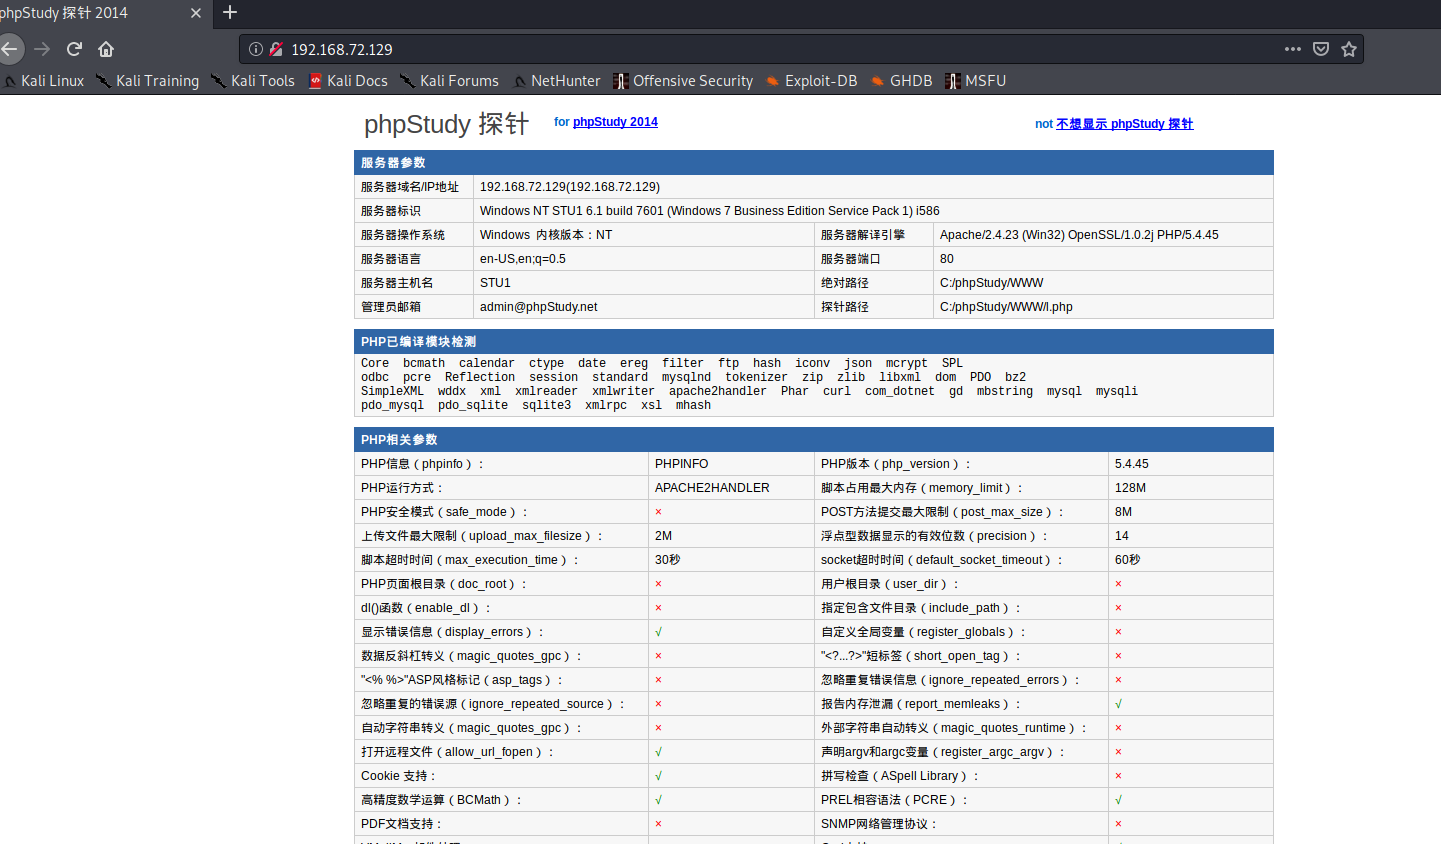 phpStudy 探针 2014
192.168.72.129
Kali Linux Kali Training Kali Tools Kali Docs Kali Forums NetHunter Offensive Security Exploit-DB GHDB MSFU
phpStudy 探针 for phpStudy 2014 not 不想显示 phpStudy 探针
服务器参数
服务器域名/IP地址 192.168.72.129(192.168.72.129)
服务器标识 Windows NT STU1 6.1 build 7601 (Windows 7 Business Edition Service Pack 1) i586
服务器操作系统 Windows 内核版本：NT 服务器解译引擎 Apache/2.4.23 (Win32) OpenSSL/1.0.2j PHP/5.4.45
服务器语言 en-US,en;q=0.5 服务器端口 80
服务器主机名 STU1 绝对路径 C:/phpStudy/WWW
管理员邮箱 admin@phpStudy.net 探针路径 C:/phpStudy/WWW/l.php
PHP已编译模块检测
Core bcmath calendar ctype date ereg filter ftp hash iconv json mcrypt SPL
odbc pcre Reflection session standard mysqlnd tokenizer zip zlib libxml dom PDO bz2
SimpleXML wddx xml xmlreader xmlwriter apache2handler Phar curl com_dotnet gd mbstring mysql mysqli
pdo_mysql pdo_sqlite sqlite3 xmlrpc xsl mhash
PHP相关参数
PHP信息（phpinfo）： PHPINFO PHP版本（php_version）： 5.4.45
PHP运行方式： APACHE2HANDLER 脚本占用最大内存（memory_limit）： 128M
PHP安全模式（safe_mode）： × POST方法提交最大限制（post_max_size）： 8M
上传文件最大限制（upload_max_filesize）： 2M 浮点型数据显示的有效位数（precision）： 14
脚本超时时间（max_execution_time）： 30秒 socket超时时间（default_socket_timeout）： 60秒
PHP页面根目录（doc_root）： × 用户根目录（user_dir）： ×
dl()函数（enable_dl）： × 指定包含文件目录（include_path）： ×
显示错误信息（display_errors）： √ 自定义全局变量（register_globals）： ×
数据反斜杠转义（magic_quotes_gpc）： × "<?...?>"短标签（short_open_tag）： ×
"<% %>"ASP风格标记（asp_tags）： × 忽略重复错误信息（ignore_repeated_errors）： ×
忽略重复的错误源（ignore_repeated_source）： × 报告内存泄漏（report_memleaks）： √
自动字符串转义（magic_quotes_gpc）： × 外部字符串自动转义（magic_quotes_runtime）： ×
打开远程文件（allow_url_fopen）： √ 声明argv和argc变量（register_argc_argv）： ×
Cookie 支持： √ 拼写检查（ASpell Library）： ×
高精度数学运算（BCMath）： √ PREL相容语法（PCRE）： √
PDF文档支持： × SNMP网络管理协议： ×